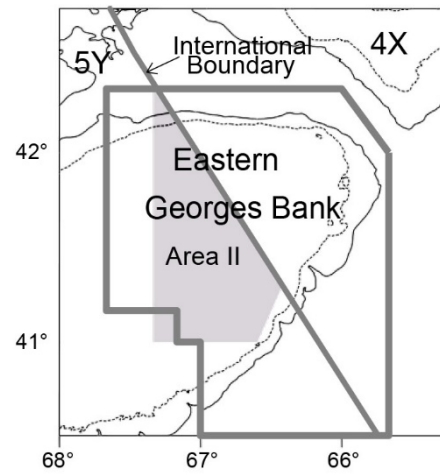 5Y
International
Boundary
4X
42°
Eastern
Georges Bank
Area II
41°
68° 67° 66°